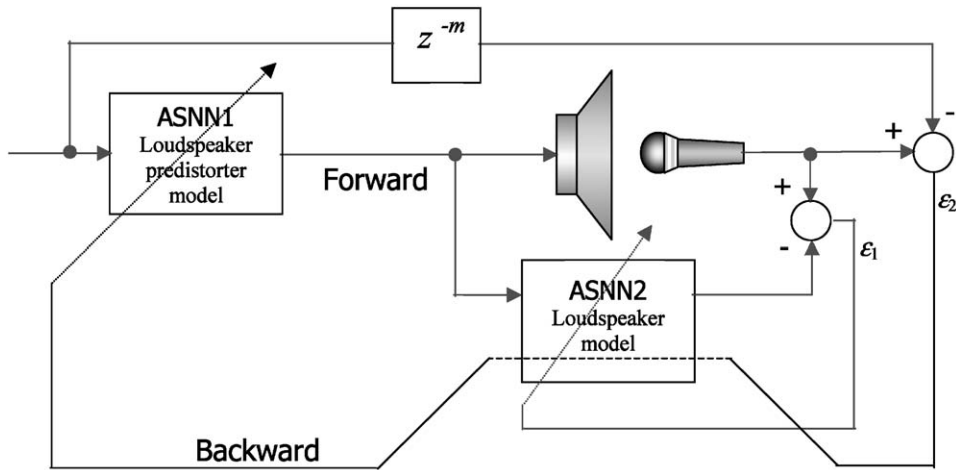 z -m
ASNN1
Loudspeaker
predistorter
model
Forward
-
+
+
-
ε2
ε1
ASNN2
Loudspeaker
model
Backward